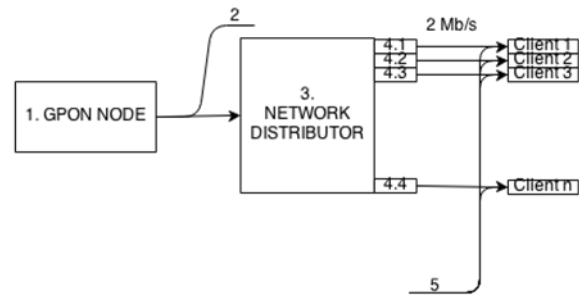 2
2 Mb/s
4.1
Client 1
4.2
Client 2
4.3
Client 3
1. GPON NODE
3.
NETWORK
DISTRIBUTOR
4.4
Client n
5